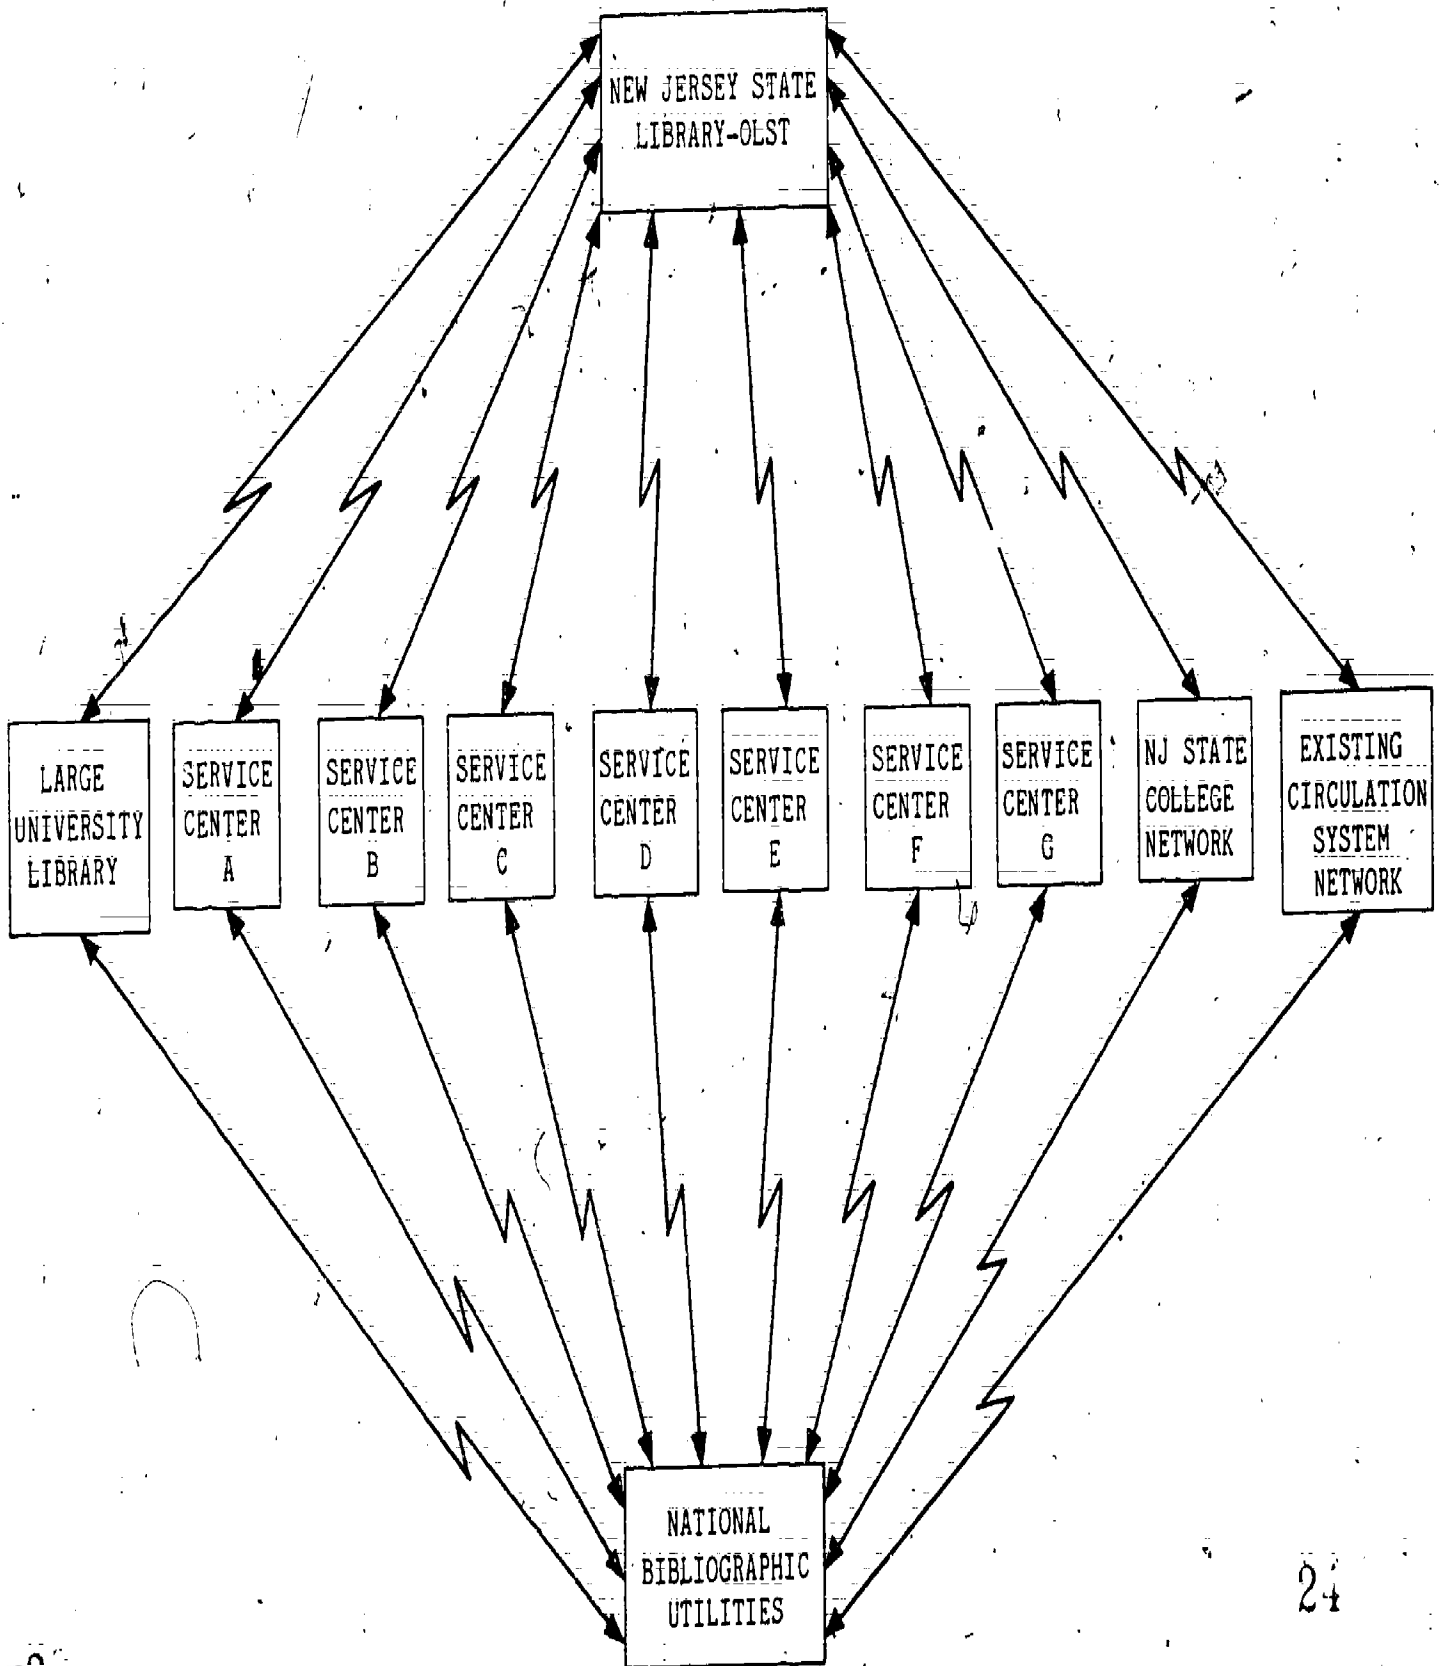 NEW JERSEY STATE
LIBRARY-OLST
LARGE
UNIVERSITY
LIBRARY
SERVICE
CENTER
A
SERVICE
CENTER
B
SERVICE
CENTER
C
SERVICE
CENTER
D
SERVICE
CENTER
E
SERVICE
CENTER
F
SERVICE
CENTER
G
NJ STATE
COLLEGE
NETWORK
EXISTING
CIRCULATION
SYSTEM
NETWORK
NATIONAL
BIBLIOGRAPHIC
UTILITIES
24